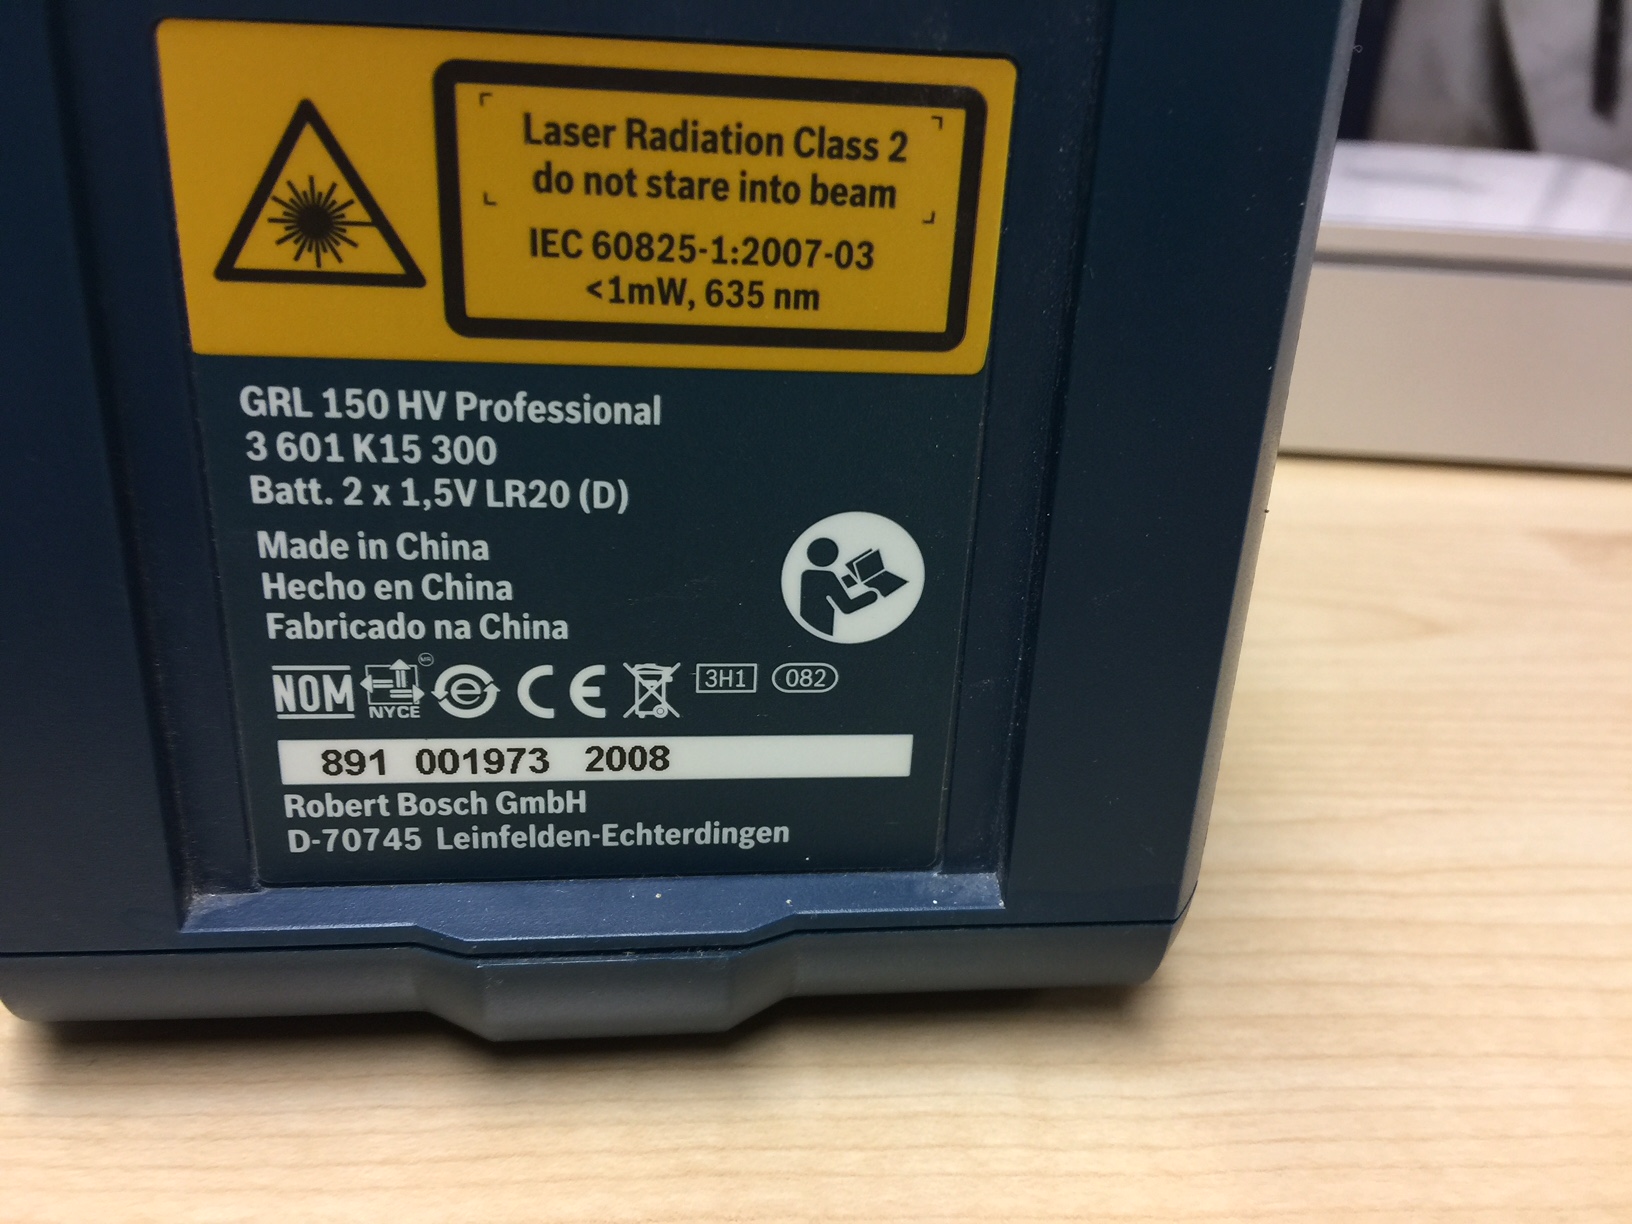 Laser Radiation Class 2
do not stare into beam
IEC 60825-1:2007-03
<1mW, 635 nm
GRL 150 HV Professional
3 601 K15 300
Batt. 2 x 1,5V LR20 (D)
Made in China
Hecho en China
Fabricado na China
NOM NYCE e CE 3H1 082
891 001973 2008
Robert Bosch GmbH
D-70745 Leinfelden-Echterdingen